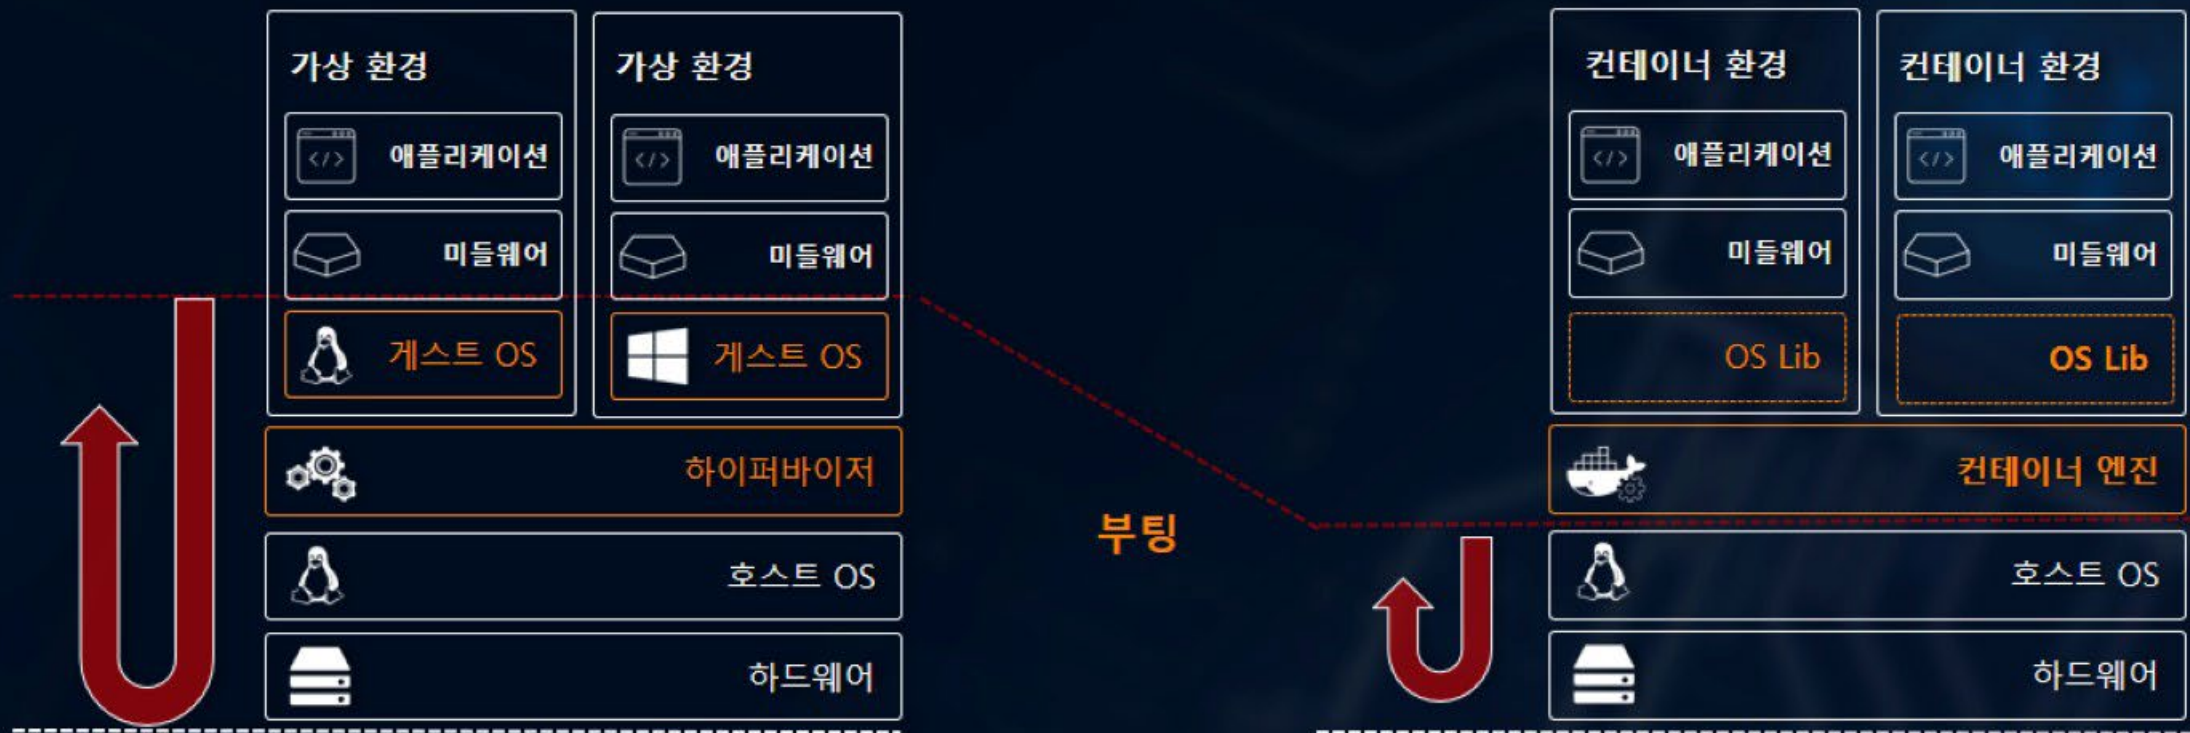 가상 환경
애플리케이션
미들웨어
게스트 OS
가상 환경
애플리케이션
미들웨어
게스트 OS
하이퍼바이저
호스트 OS
하드웨어
부팅
컨테이너 환경
애플리케이션
미들웨어
OS Lib
컨테이너 환경
애플리케이션
미들웨어
OS Lib
컨테이너 엔진
호스트 OS
하드웨어